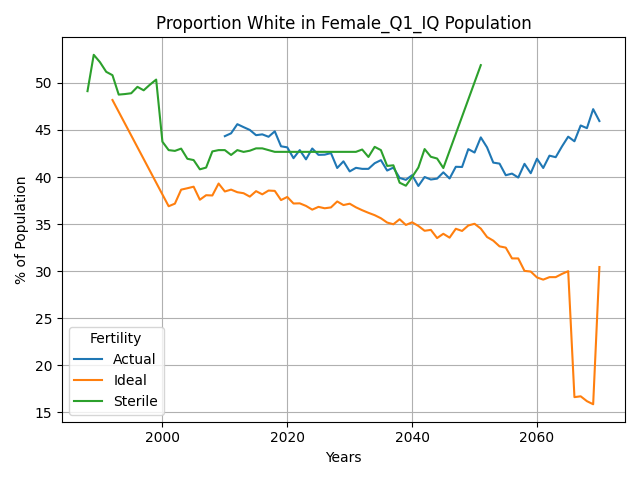 Proportion White in Female_Q1_IQ Population
% of Population
50
45
40
35
30
25
20
15
Fertility
Actual
Ideal
Sterile
2000
2020
2040
2060
Years